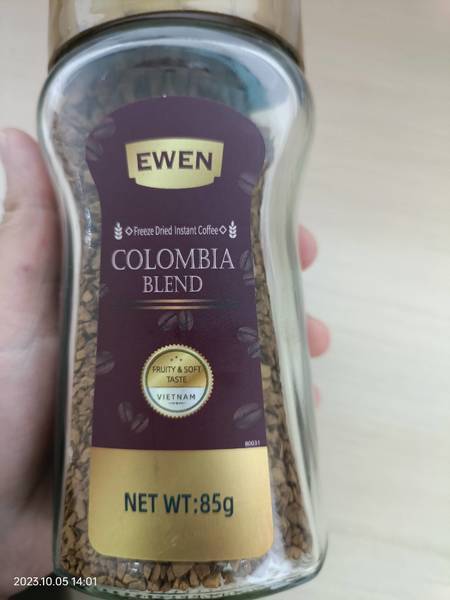 EWEN
Freeze Dried Instant Coffee
COLOMBIA
BLEND
FRUITY & SOFT
TASTE
VIETNAM
80031
NET WT:85g
2023.10.05 14:01